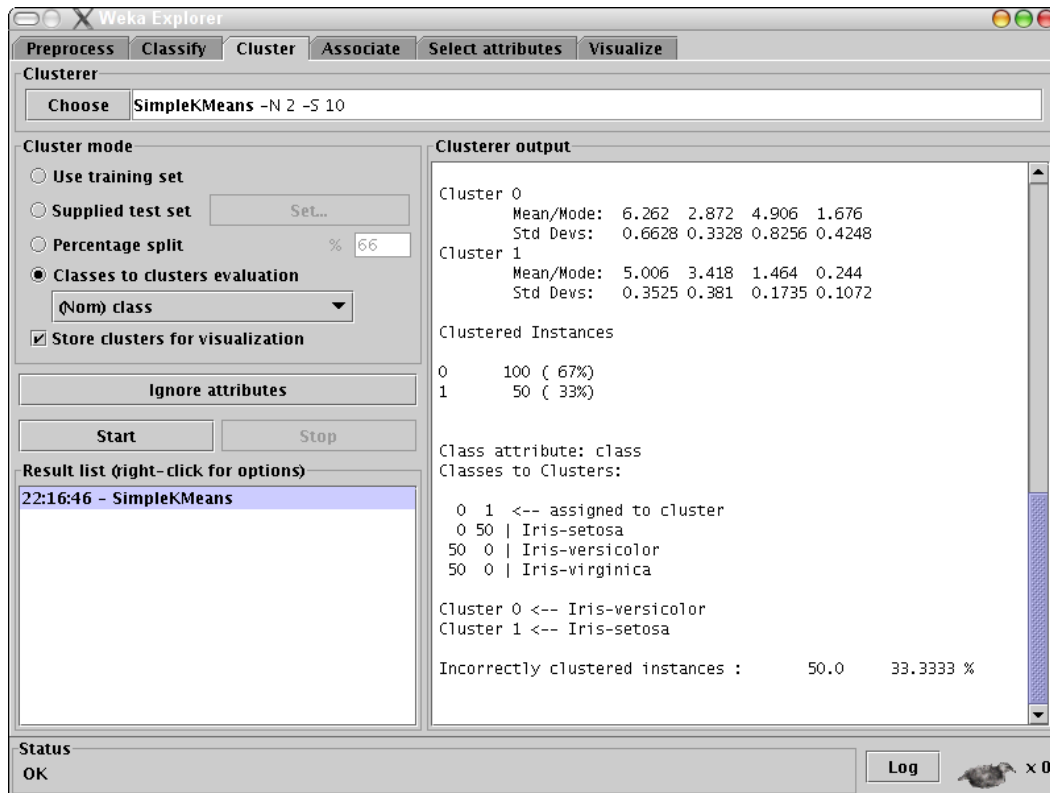 Weka Explorer
Preprocess Classify Cluster Associate Select attributes Visualize
Clusterer
Choose SimpleKMeans -N 2 -S 10
Cluster mode
Use training set
Supplied test set Set...
Percentage split % 66
Classes to clusters evaluation
(Nom) class
Store clusters for visualization
Ignore attributes
Start Stop
Result list (right-click for options)
22:16:46 - SimpleKMeans
Clusterer output
Cluster 0
Mean/Mode: 6.262 2.872 4.906 1.676
Std Devs: 0.6628 0.3328 0.8256 0.4248
Cluster 1
Mean/Mode: 5.006 3.418 1.464 0.244
Std Devs: 0.3525 0.381 0.1735 0.1072
Clustered Instances
0 100 ( 67%)
1 50 ( 33%)
Class attribute: class
Classes to Clusters:
0 1 <-- assigned to cluster
0 50 | Iris-setosa
50 0 | Iris-versicolor
50 0 | Iris-virginica
Cluster 0 <-- Iris-versicolor
Cluster 1 <-- Iris-setosa
Incorrectly clustered instances : 50.0 33.3333 %
Status
OK
Log x 0